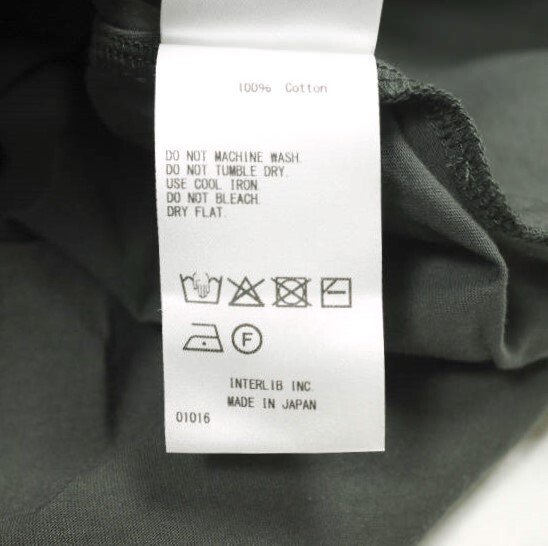 100% Cotton
DO NOT MACHINE WASH.
DO NOT TUMBLE DRY.
USE COOL IRON
DO NOT BLEACH.
DRY FLAT.
F
INTERLIB INC.
MADE IN JAPAN
01016